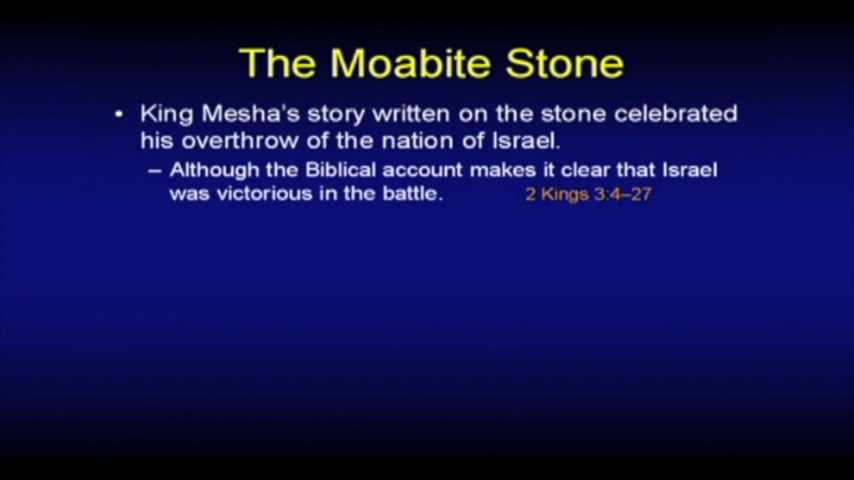 The Moabite Stone
• King Mesha's story written on the stone celebrated
his overthrow of the nation of Israel.
– Although the Biblical account makes it clear that Israel
was victorious in the battle. 2 Kings 3:4–27